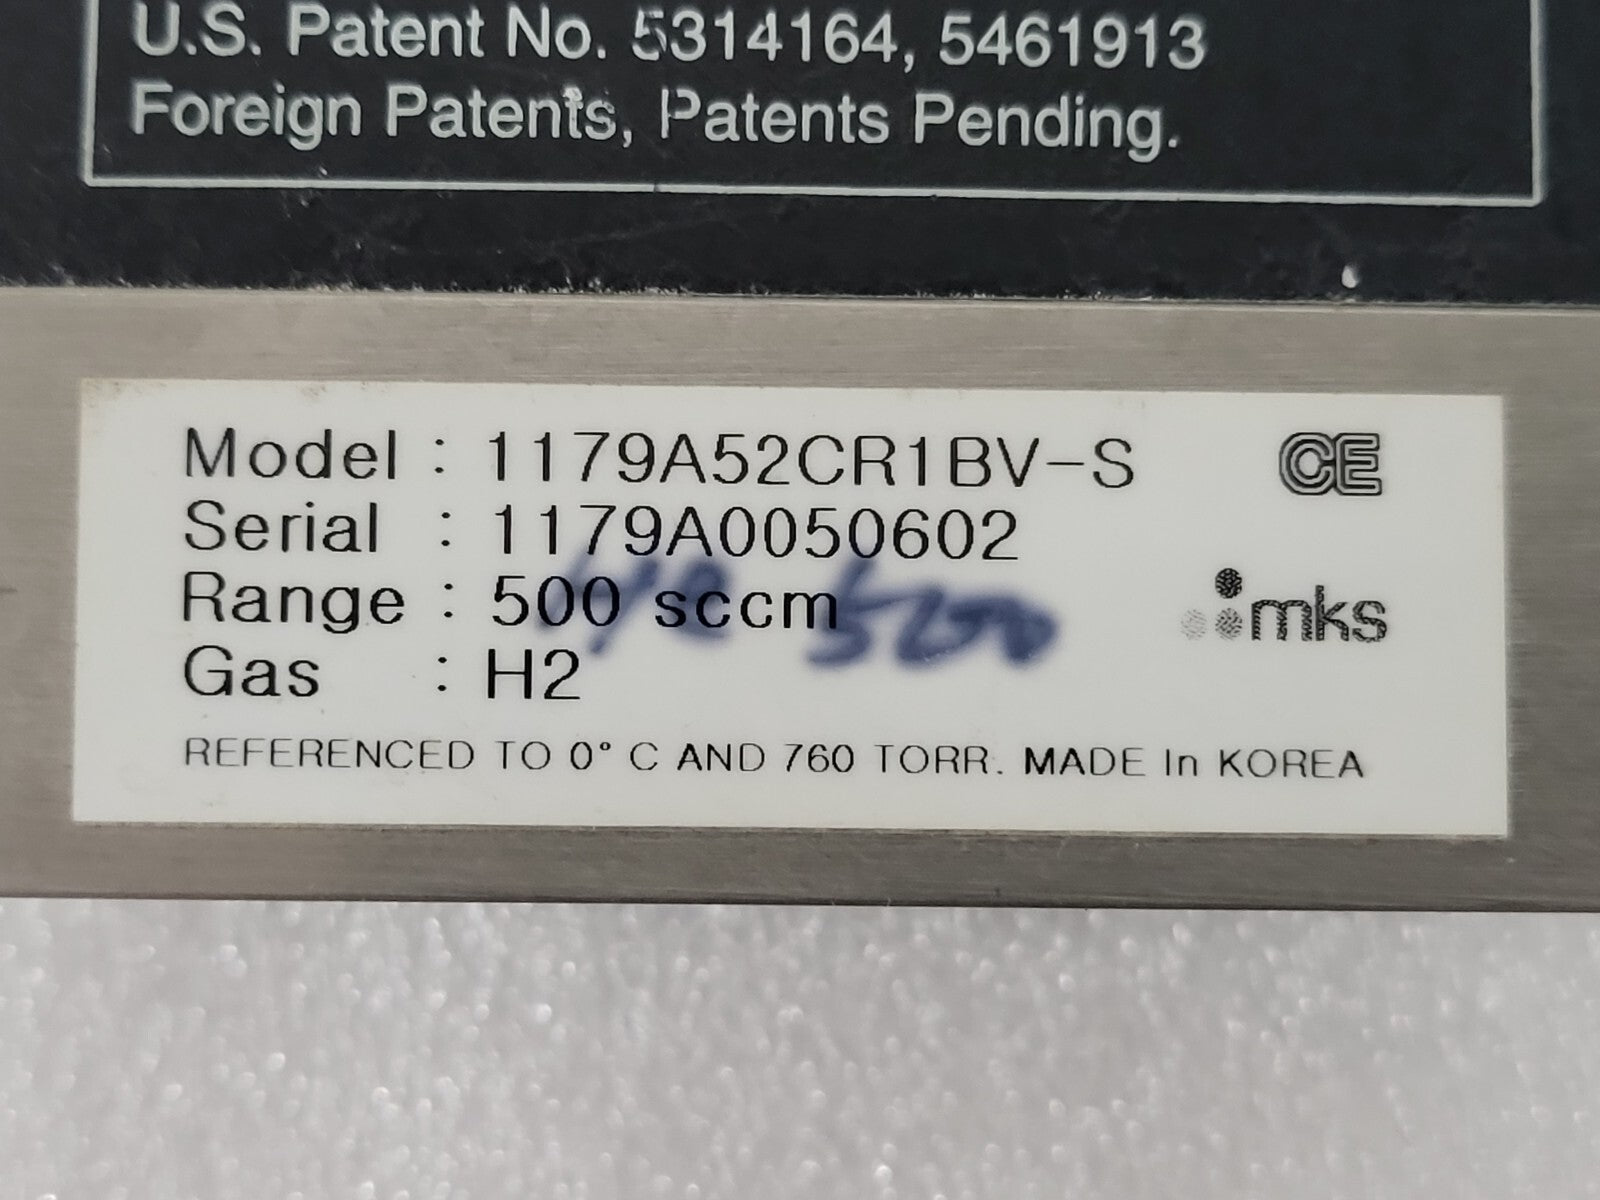 U.S. Patent No. 5314164, 5461913
Foreign Patents, Patents Pending.
Model : 1179A52CR1BV-S CE
Serial : 1179A0050602
Range : 500 sccm
mks
Gas : H2
REFERENCED TO 0° C AND 760 TORR. MADE In KOREA